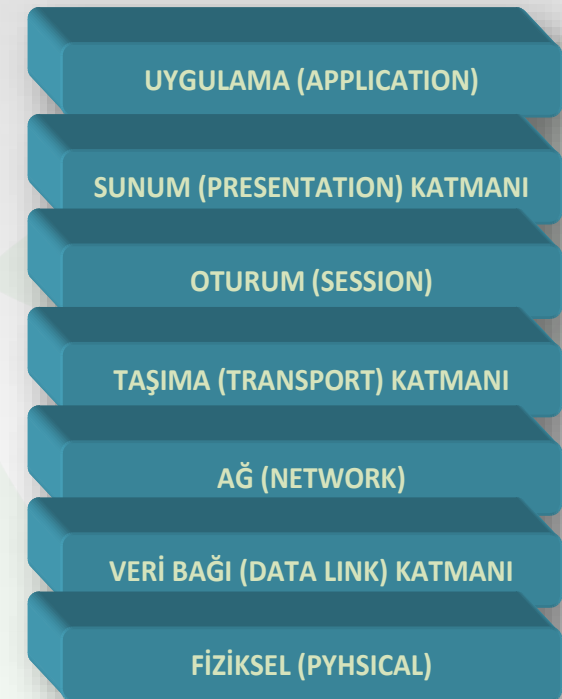 UYGULAMA (APPLICATION)
SUNUM (PRESENTATION) KATMANI
OTURUM (SESSION)
TAŞIMA (TRANSPORT) KATMANI
AĞ (NETWORK)
VERİ BAĞI (DATA LINK) KATMANI
FİZİKSEL (PYHSICAL)